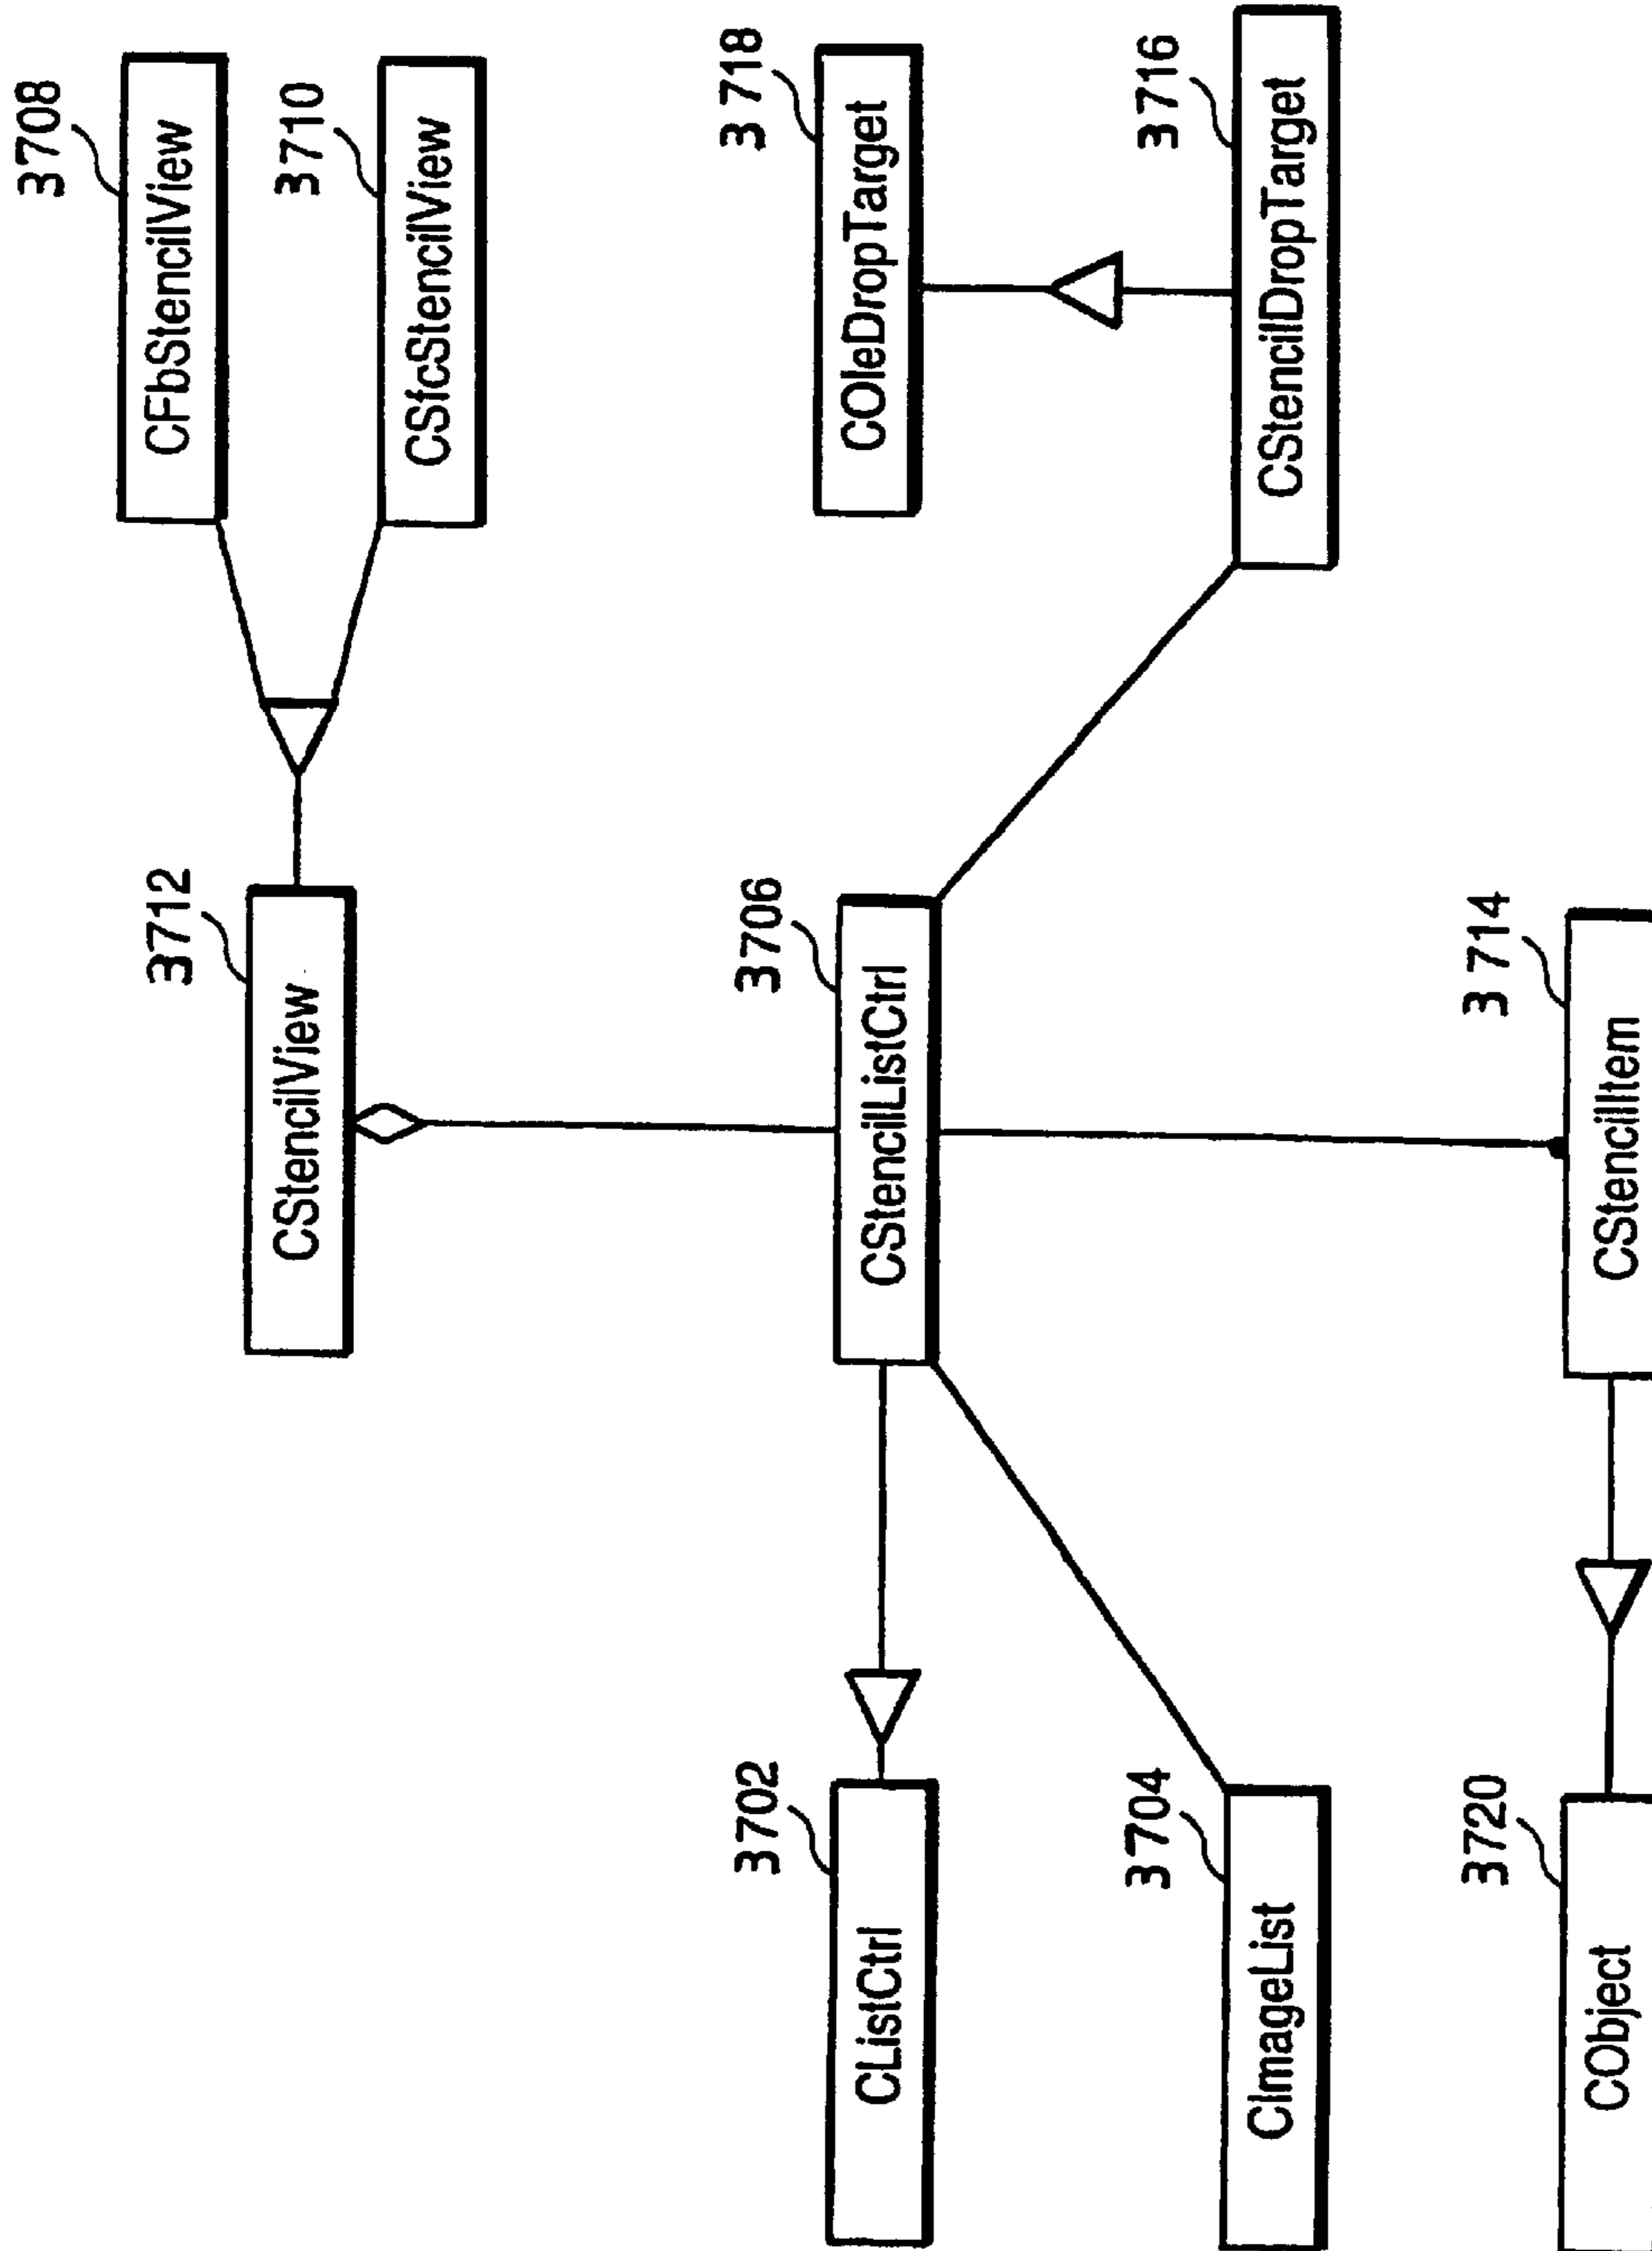 3708
CFbStencilView
3710
CSfcStencilView
3712
CStencilView
3718
COleDropTarget
3716
CStencilDropTarget
3706
CStencilListCtrl
3714
CStencilItem
3702
CListCtrl
3704
CImageList
3720
CObject